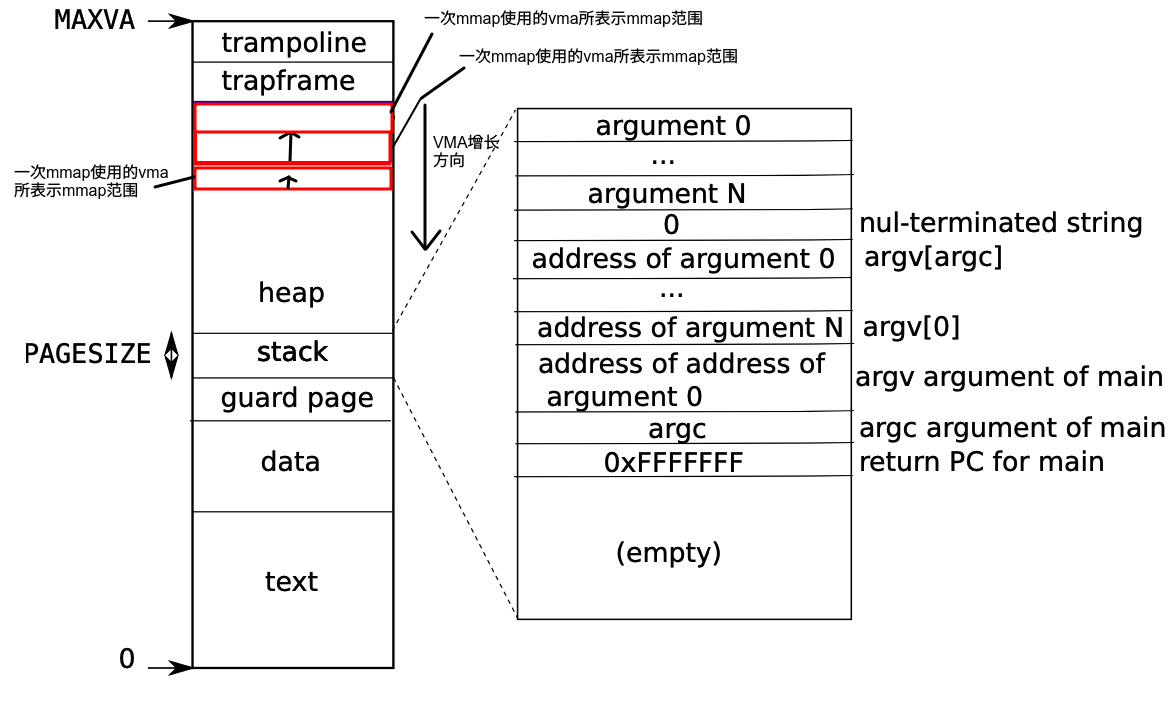 MAXVA
trampoline
trapframe
一次mmap使用的vma所表示mmap范围
一次mmap使用的vma所表示mmap范围
VMA增长
方向
一次mmap使用的vma
所表示mmap范围
heap
PAGESIZE
stack
guard page
data
text
0
argument 0
...
argument N
0
nul-terminated string
address of argument 0
argv[argc]
...
address of argument N
argv[0]
address of address of
argument 0
argv argument of main
argc
argc argument of main
0xFFFFFFF
return PC for main
(empty)